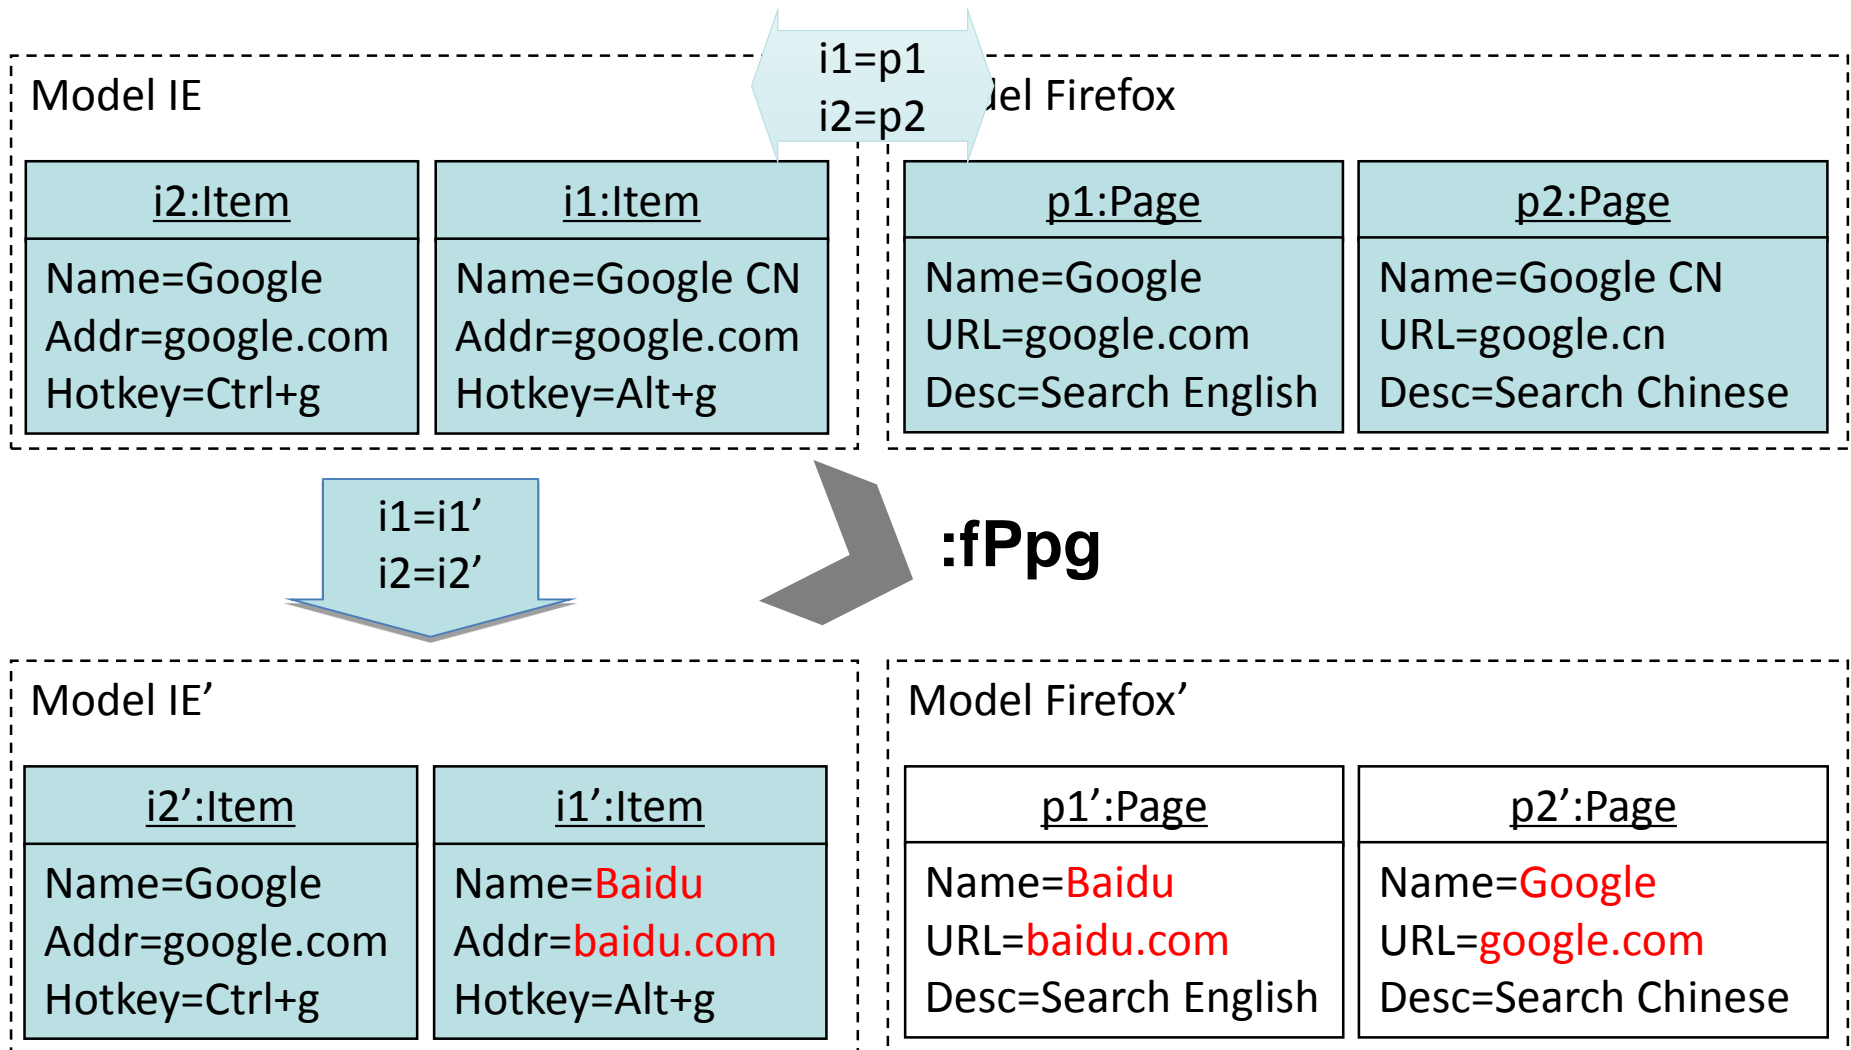 i1=p1
i2=p2
Model IE
del Firefox
i2:Item
Name=Google
Addr=google.com
Hotkey=Ctrl+g
i1:Item
Name=Google CN
Addr=google.com
Hotkey=Alt+g
p1:Page
Name=Google
URL=google.com
Desc=Search English
p2:Page
Name=Google CN
URL=google.cn
Desc=Search Chinese
i1=i1’
i2=i2’
:fPpg
Model IE’
Model Firefox’
i2’:Item
Name=Google
Addr=google.com
Hotkey=Ctrl+g
i1’:Item
Name=Baidu
Addr=baidu.com
Hotkey=Alt+g
p1’:Page
Name=Baidu
URL=baidu.com
Desc=Search English
p2’:Page
Name=Google
URL=google.com
Desc=Search Chinese